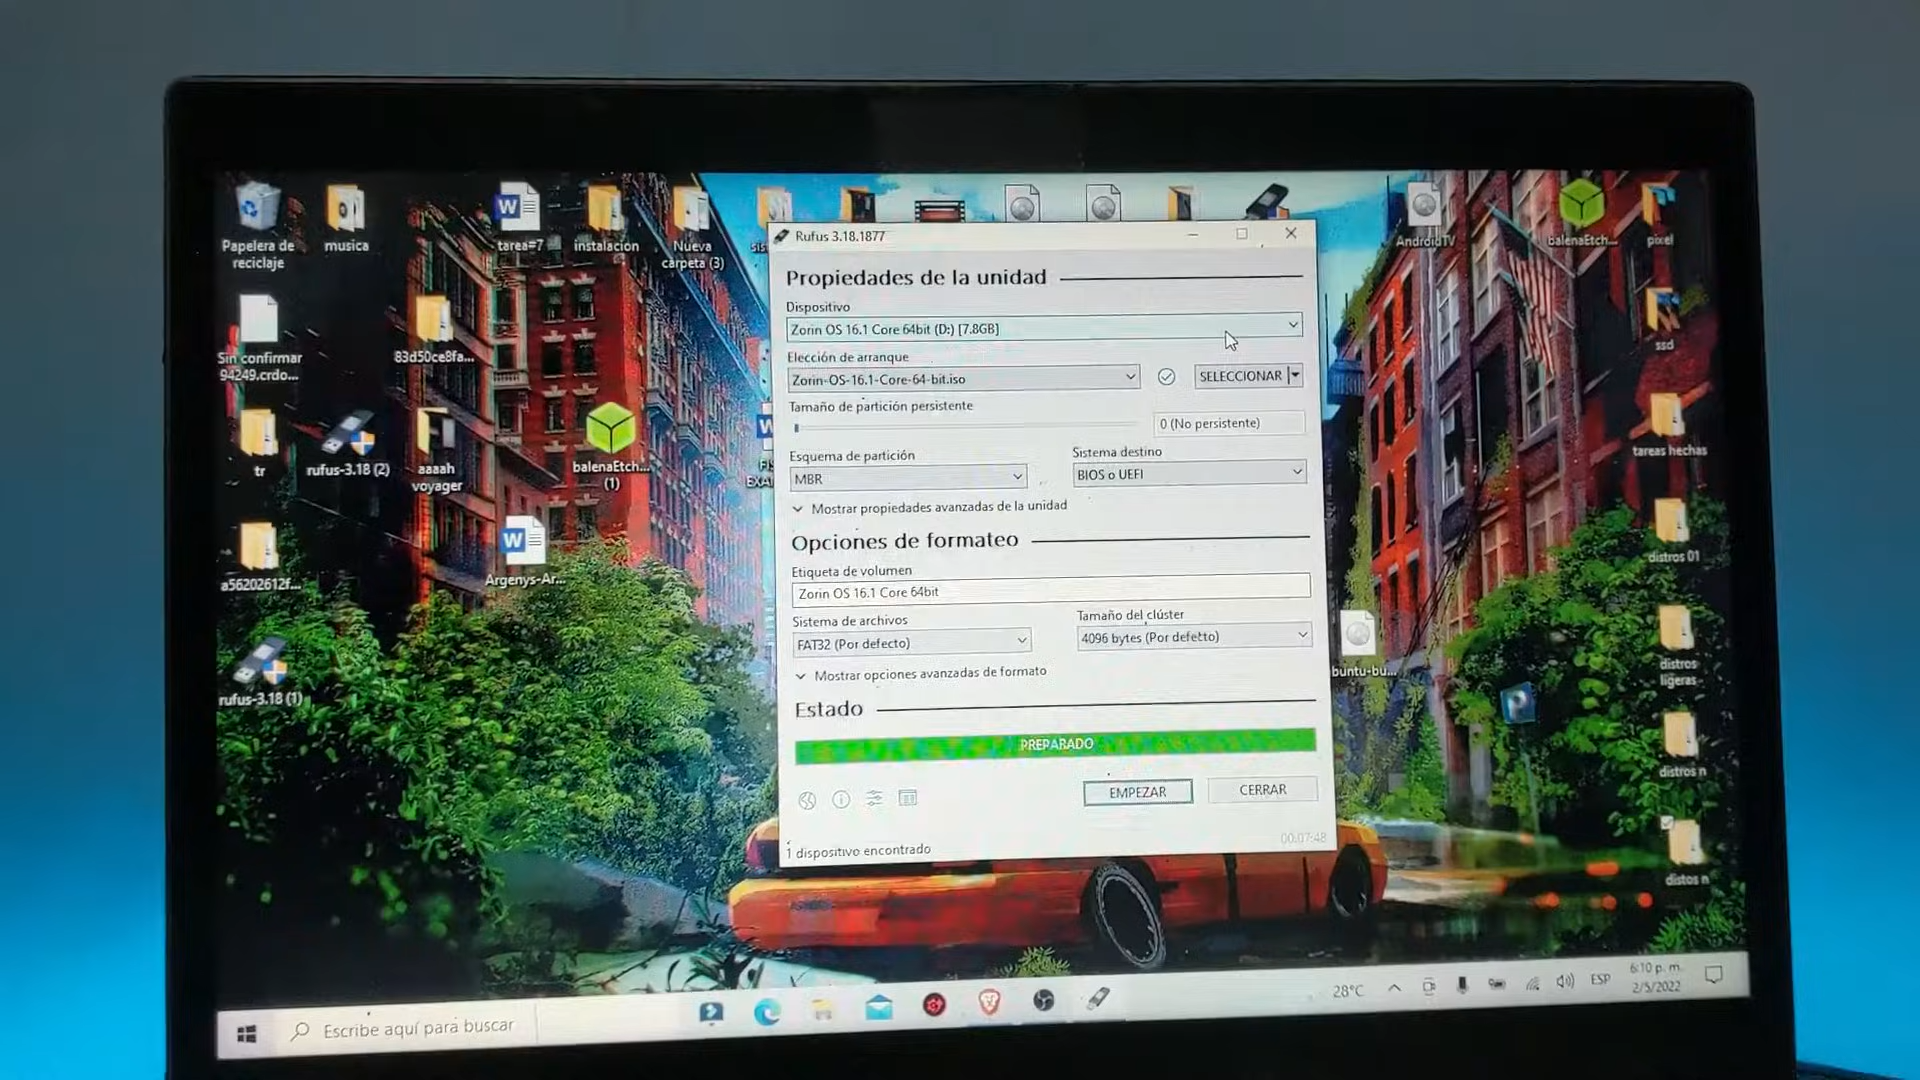 Papelera de
reciclaje
musica
tarea#7
instalacion
Nueva
carpeta (3)
AndroidTV
balenaEtch...
pixel
Sin confirmar
94249.crdo...
83d50ce8fa...
ssd
tr
rufus-3.18 (2)
aaaah
voyager
balenaEtch...
(1)
tareas hechas
a56202612f...
Argenys-Ar...
distros 01
rufus-3.18 (1)
buntu-bu...
distros
ligeras
distros n
distos n
Rufus 3.18.1877
Propiedades de la unidad
Dispositivo
Zorin OS 16.1 Core 64bit (D:) [7.8GB]
Elección de arranque
Zorin-OS-16.1-Core-64-bit.iso
SELECCIONAR
Tamaño de partición persistente
0 (No persistente)
Esquema de partición
Sistema destino
MBR
BIOS o UEFI
Mostrar propiedades avanzadas de la unidad
Opciones de formateo
Etiqueta de volumen
Zorin OS 16.1 Core 64bit
Sistema de archivos
Tamaño del clúster
FAT32 (Por defecto)
4096 bytes (Por defecto)
Mostrar opciones avanzadas de formato
Estado
PREPARADO
EMPEZAR
CERRAR
00:07:48
1 dispositivo encontrado
Escribe aquí para buscar
28°C
ESP
6:10 p. m.
2/5/2022